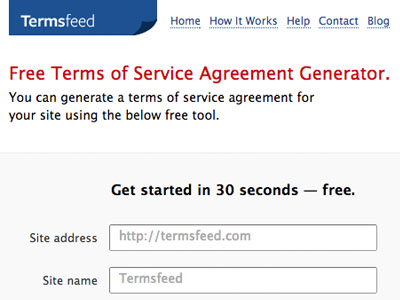 Termsfeed
Home How It Works Help Contact Blog
Free Terms of Service Agreement Generator.
You can generate a terms of service agreement for
your site using the below free tool.
Get started in 30 seconds — free.
Site address http://termsfeed.com
Site name Termsfeed